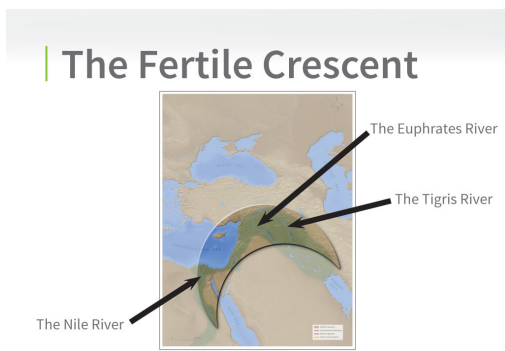 The Fertile Crescent
The Euphrates River
The Tigris River
The Nile River